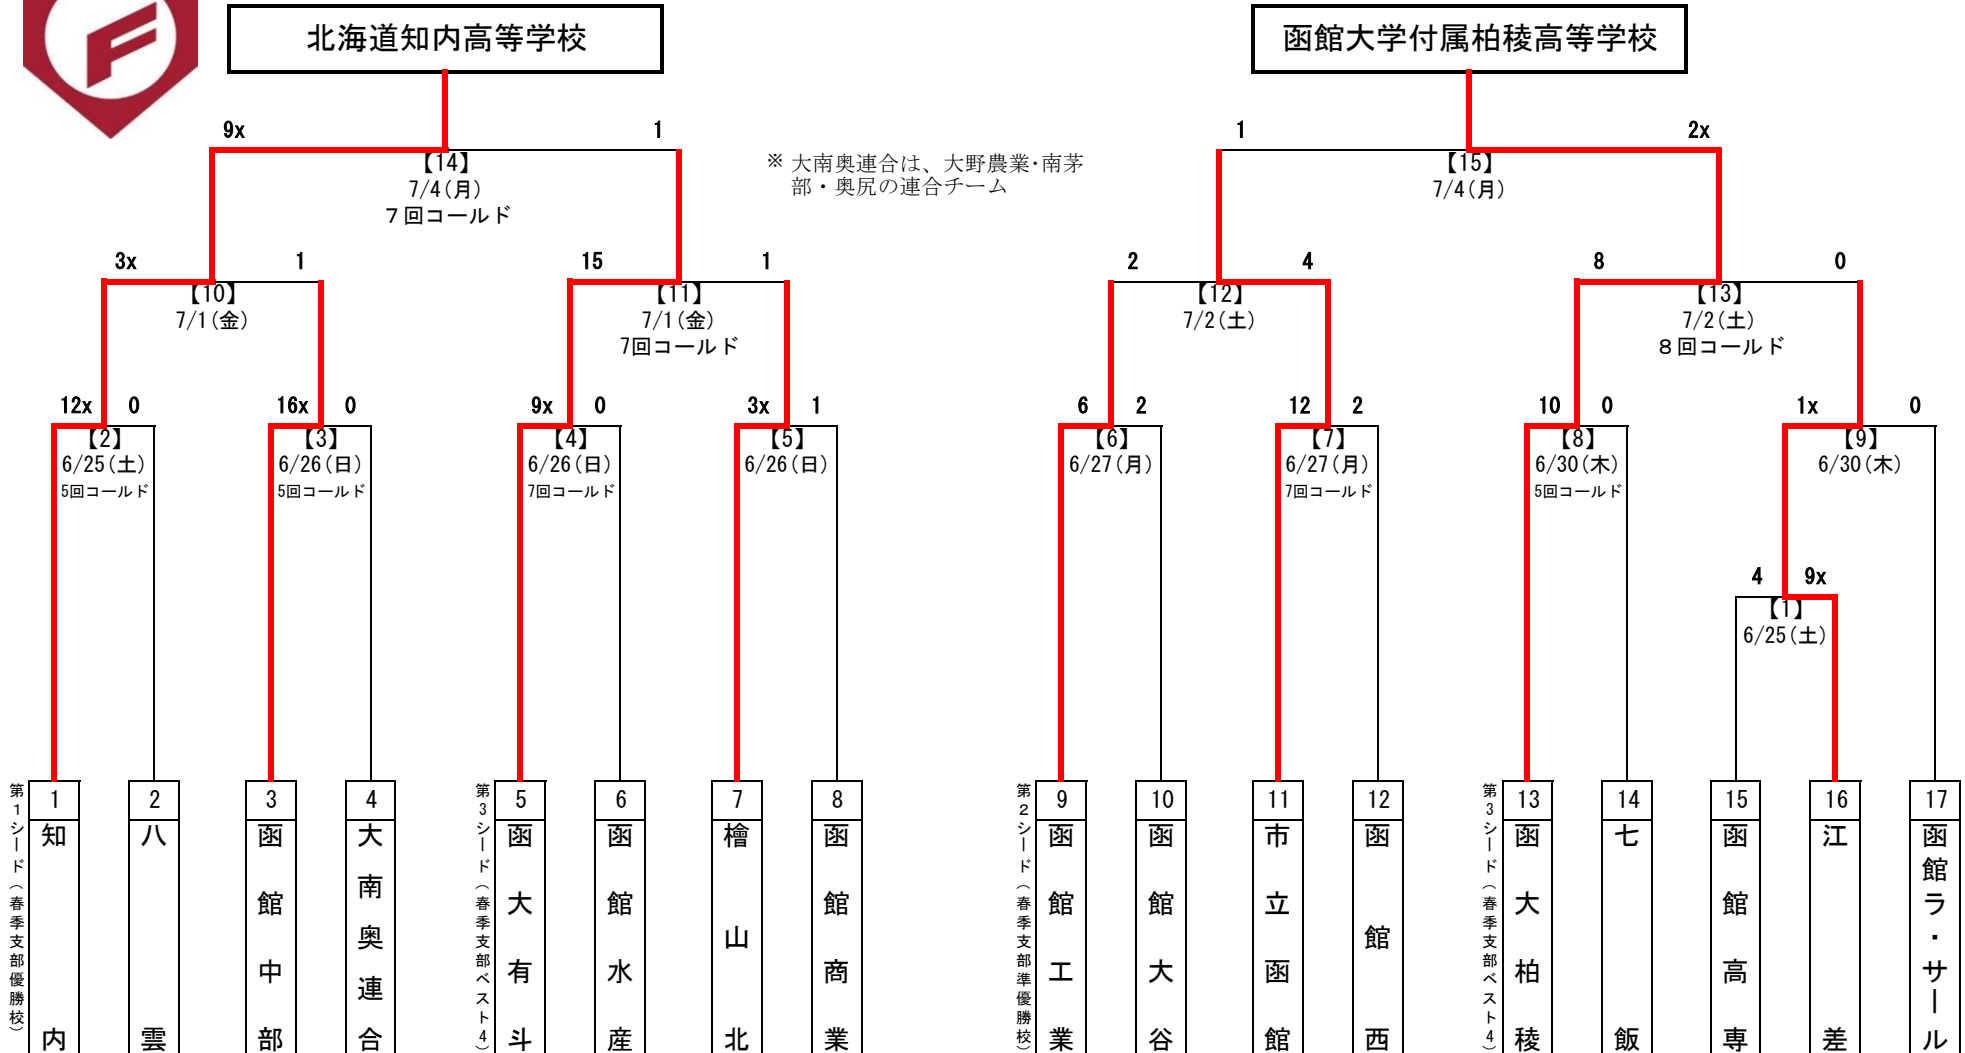 F
北海道知内高等学校
函館大学付属柏稜高等学校
9x 1
【14】
7/4(月)
7回コールド
※ 大南奥連合は、大野農業・南茅
部・奥尻の連合チーム
1 2x
【15】
7/4(月)
3x 1
【10】
7/1(金)
15 1
【11】
7/1(金)
7回コールド
2 4
【12】
7/2(土)
8 0
【13】
7/2(土)
8回コールド
12x 0
【2】
6/25(土)
5回コールド
16x 0
【3】
6/26(日)
5回コールド
9x 0
【4】
6/26(日)
7回コールド
3x 1
【5】
6/26(日)
6 2
【6】
6/27(月)
12 2
【7】
6/27(月)
7回コールド
10 0
【8】
6/30(木)
5回コールド
1x 0
【9】
6/30(木)
4 9x
【1】
6/25(土)
第1シード(春季支部優勝校)
1
知内
2
八雲
3
函館中部
4
大南奥連合
第3シード(春季支部ベスト4)
5
函大有斗
6
函館水産
7
檜山北
8
函館商業
第2シード(春季支部準優勝校)
9
函館工業
10
函館大谷
11
市立函館
12
函館西
第3シード(春季支部ベスト4)
13
函大柏稜
14
七飯
15
函館高専
16
江差
17
函館ラ・サール